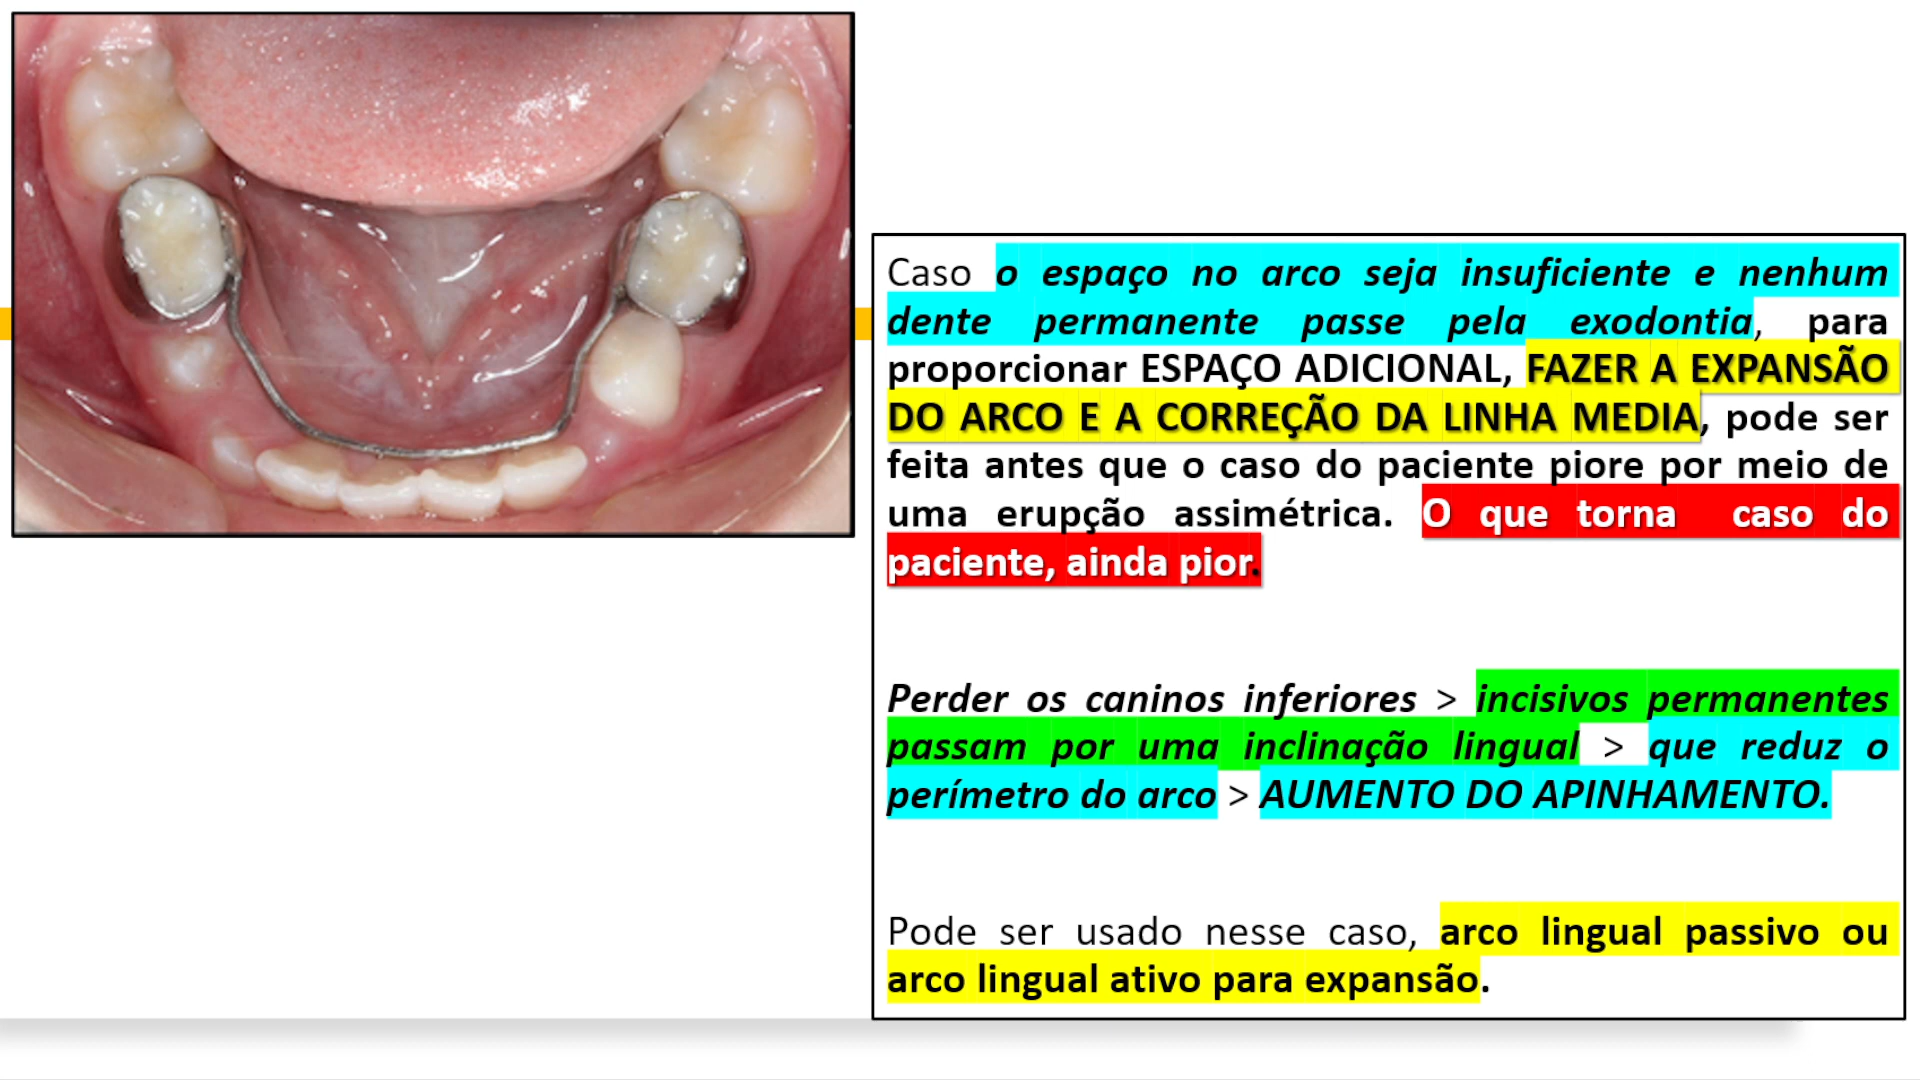 Caso o espaço no arco seja insuficiente e nenhum
dente permanente passe pela exodontia, para
proporcionar ESPAÇO ADICIONAL, FAZER A EXPANSÃO
DO ARCO E A CORREÇÃO DA LINHA MEDIA, pode ser
feita antes que o caso do paciente piore por meio de
uma erupção assimétrica. O que torna caso do
paciente, ainda pior.
Perder os caninos inferiores > incisivos permanentes
passam por uma inclinação lingual > que reduz o
perímetro do arco > AUMENTO DO APINHAMENTO.
Pode ser usado nesse caso, arco lingual passivo ou
arco lingual ativo para expansão.